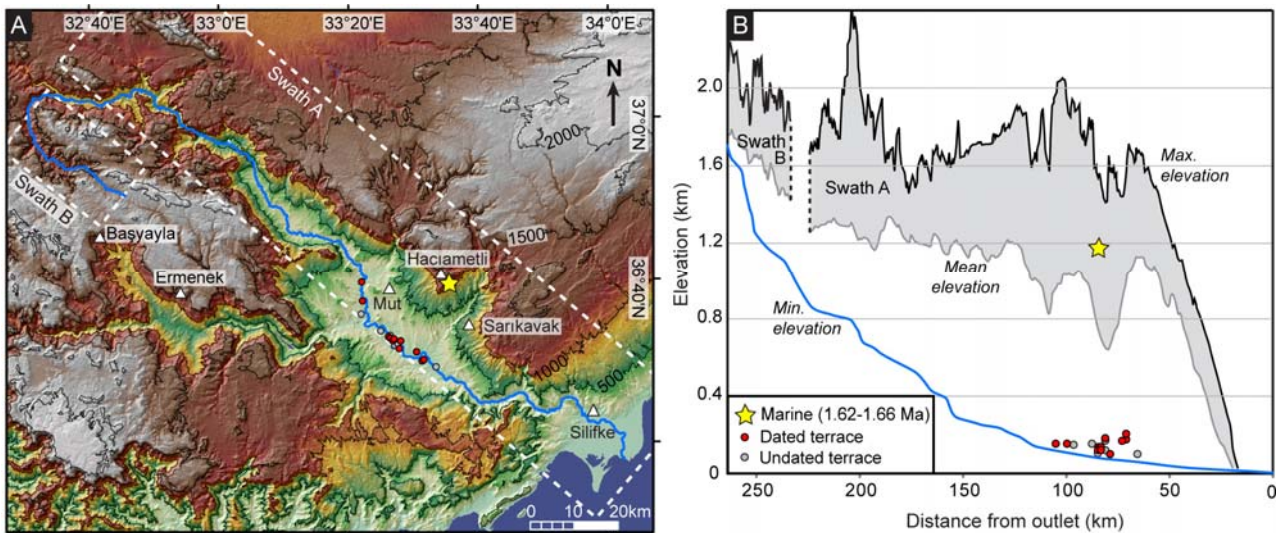 A
32°40'E
33°0'E
33°20'E
33°40'E
34°0'E
Swath A
N
2000
37°0'N
Swath B
1500
Başyayla
Hacıametli
Ermenek
36°40'N
Mut
Sarıkavak
1000
500
Silifke
0 10 20km
B
2.0
Swath
B
Max.
elevation
1.6
Swath A
Elevation (km)
1.2
Mean
elevation
Min.
elevation
0.8
0.4
Marine (1.62-1.66 Ma)
Dated terrace
Undated terrace
0
250 200 150 100 50 0
Distance from outlet (km)